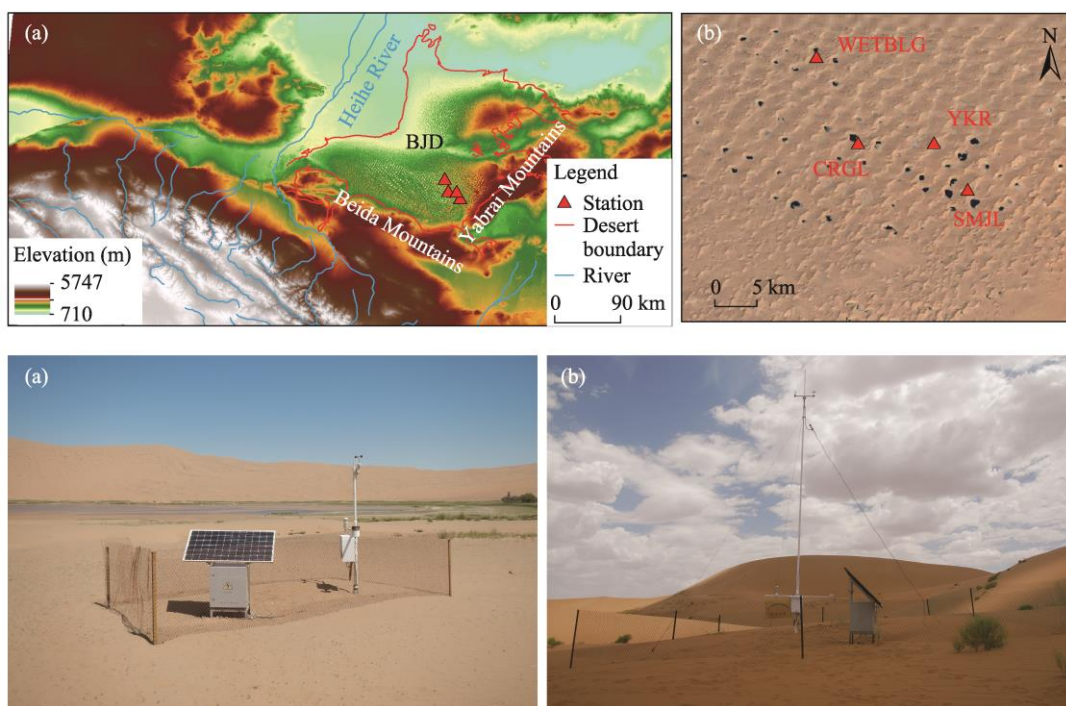 (a)
Heihe River
BJD
Beida Mountains
Yabrai Mountains
Elevation (m)
5747
710
Legend
Station
Desert
boundary
River
0 90 km
(b)
N
WETBLG
YKR
CRGL
SMJL
0 5 km
(a)
(b)